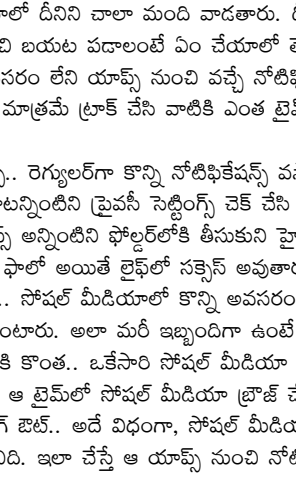 లో దీనిని చాలా మంది వాడతారు.
చి బయట పడాలంటే ఏం చేయాలో
సరం లేని యాప్స్ నుంచి వచ్చే నోటిఫి
మాత్రమే ట్రాక్ చేసి వాటికి ఎంత టైమ్
రెగ్యులర్‌గా కొన్ని నోటిఫికేషన్స్ వస
టన్నింటిని ప్రైవసీ సెట్టింగ్స్ చెక్ చేసి
స్ అన్నింటిని ఫోల్డర్‌లోకి తీసుకుని హై
ఫాలో అయితే లైఫ్‌లో సక్సెస్ అవుతార
.. సోషల్ మీడియాలో కొన్ని అవసరం
ంటారు. అలా మరీ ఇబ్బందిగా ఉంటే
కి కొంత.. ఒకేసారి సోషల్ మీడియా
ఆ టైమ్‌లో సోషల్ మీడియా బ్రౌజ్ చే
గ్ ఔట్.. అదే విధంగా, సోషల్ మీడియ
ది. ఇలా చేస్తే ఆ యాప్స్ నుంచి నోటి